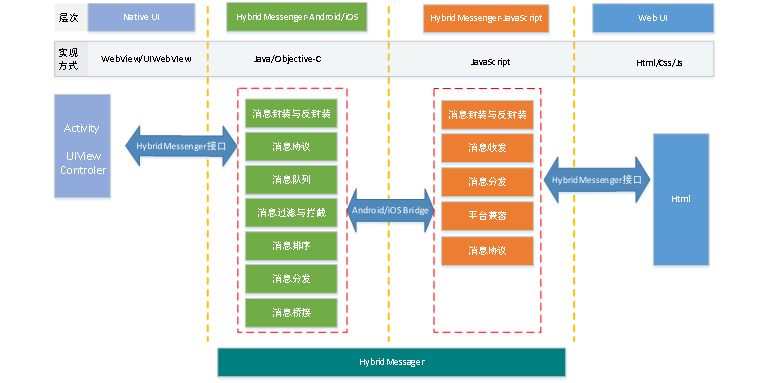 层次
Native UI
Hybrid Messenger-Android/iOS
Hybrid Messenger-JavaScript
Web UI
实现
方式
WebView/UIWebView
Java/Objective-C
JavaScript
Html/Css/Js
Activity
UIView
Controler
HybridMessenger接口
消息封装与反封装
消息协议
消息队列
消息过滤与拦截
消息排序
消息分发
消息桥接
Android/iOS Bridge
消息封装与反封装
消息收发
消息分发
平台兼容
消息协议
HybridMessenger接口
Html
Hybrid Messager